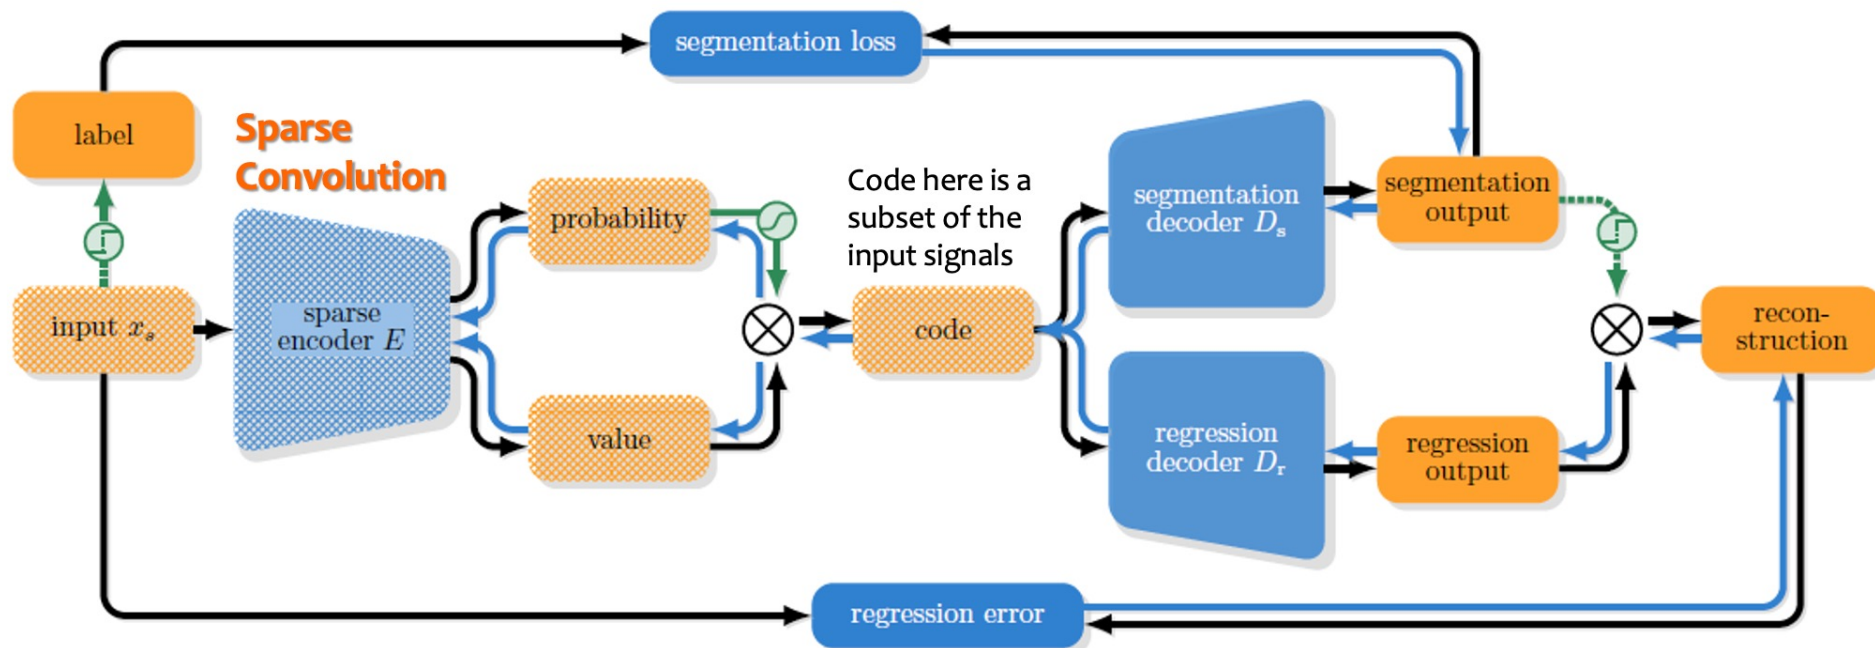 segmentation loss
label
Sparse
Convolution
probability
Code here is a
subset of the
input signals
segmentation
decoder Dₛ
segmentation
output
input xₛ
sparse
encoder E
code
recon-
struction
value
regression
decoder Dᵣ
regression
output
regression error